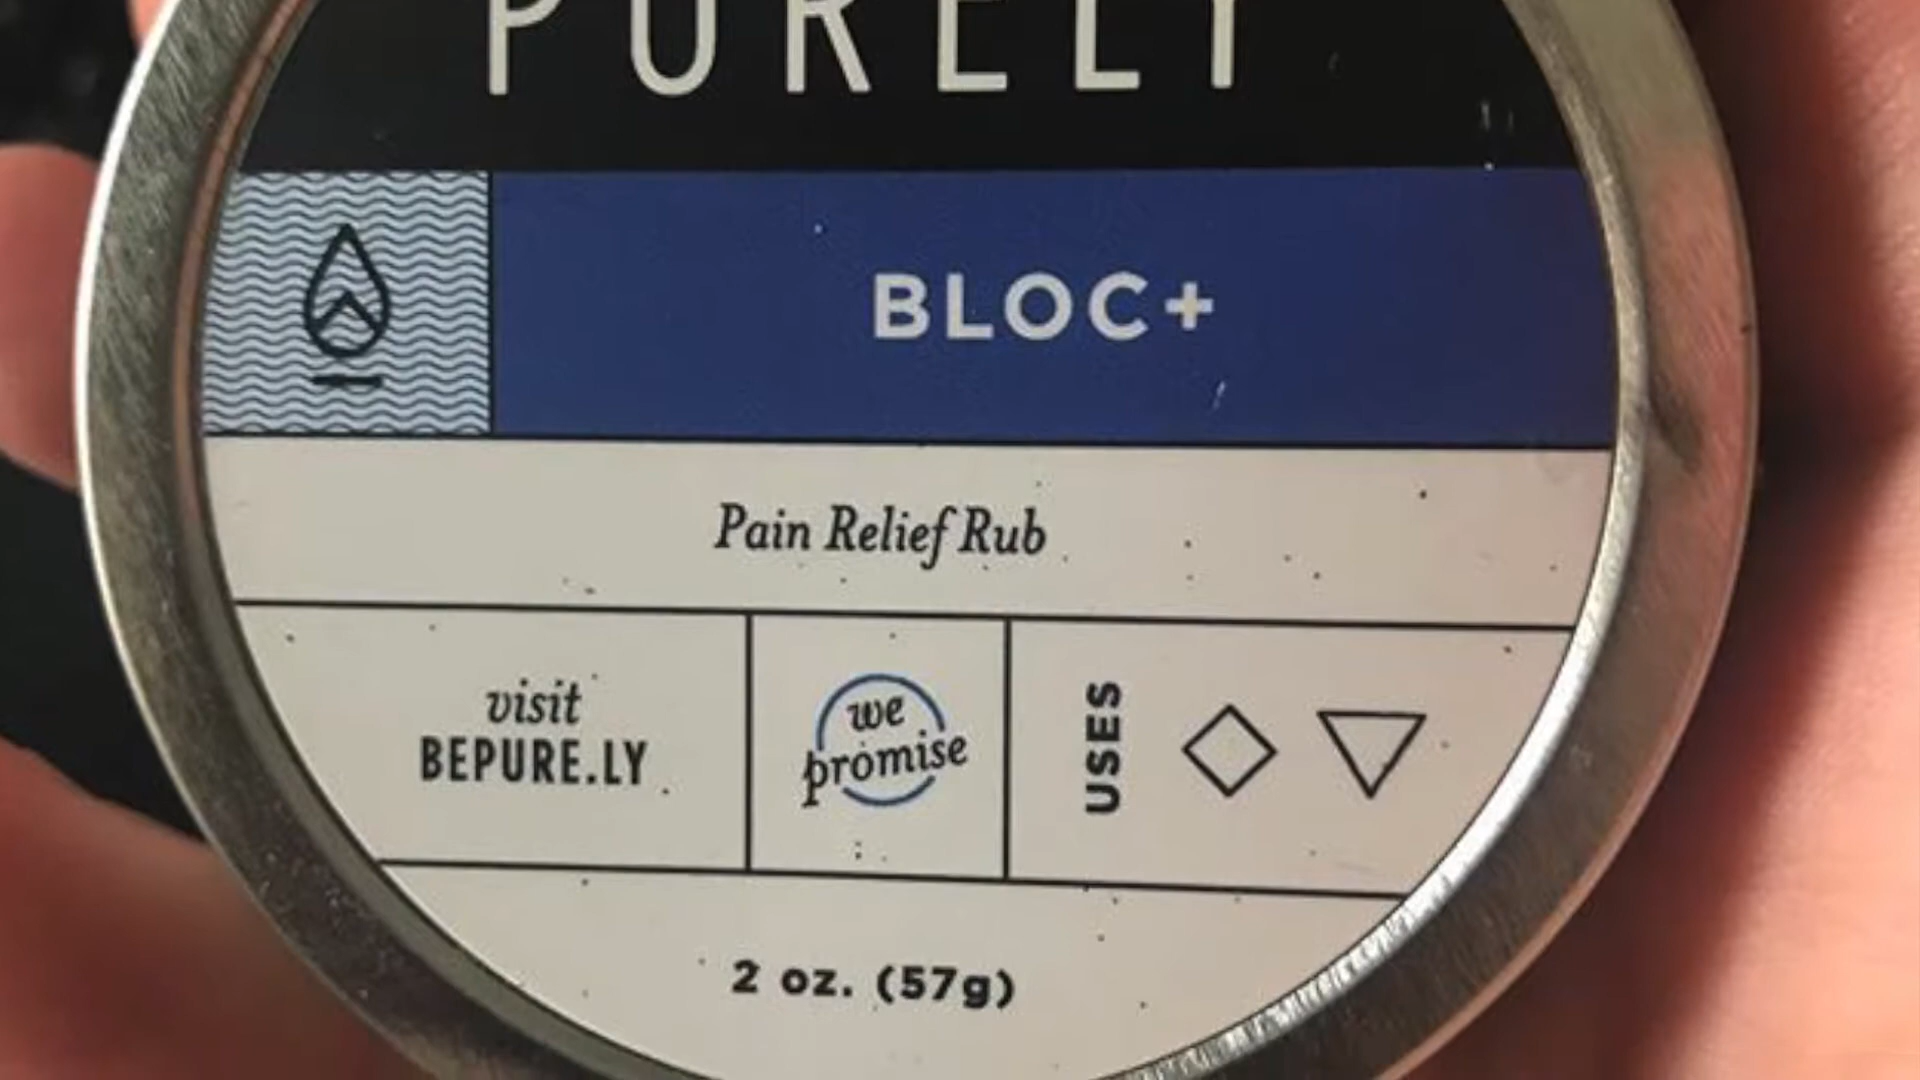 PURELY
BLOC+
Pain Relief Rub
visit
BEPURE.LY
we
promise
USES
2 oz. (57g)